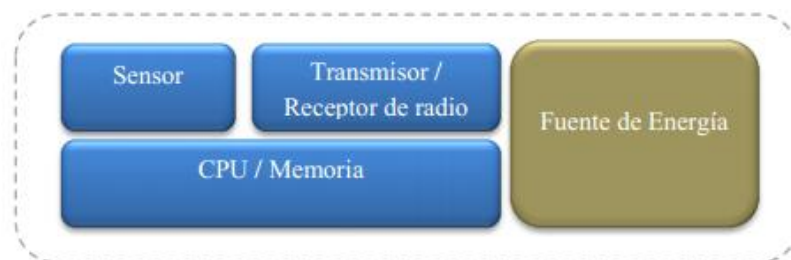 Sensor
Transmisor /
Receptor de radio
Fuente de Energía
CPU / Memoria